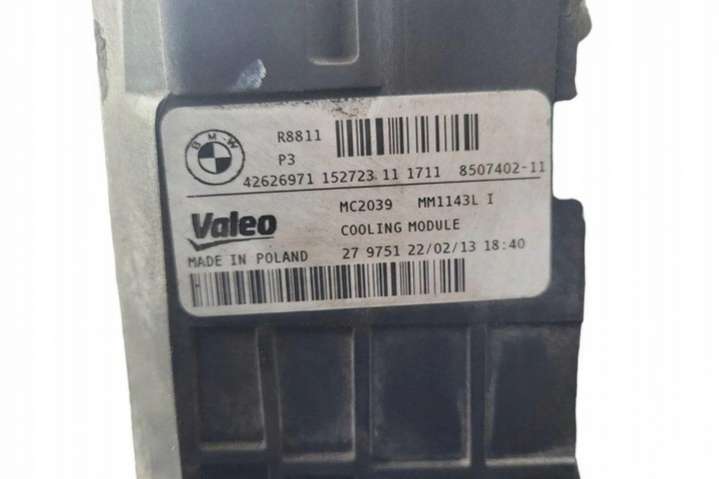 BMW
R8811
P3
42626971 152723 11 1711 8507402-11
Valeo
MC2039 MM1143L I
COOLING MODULE
MADE IN POLAND
27 9751 22/02/13 18:40